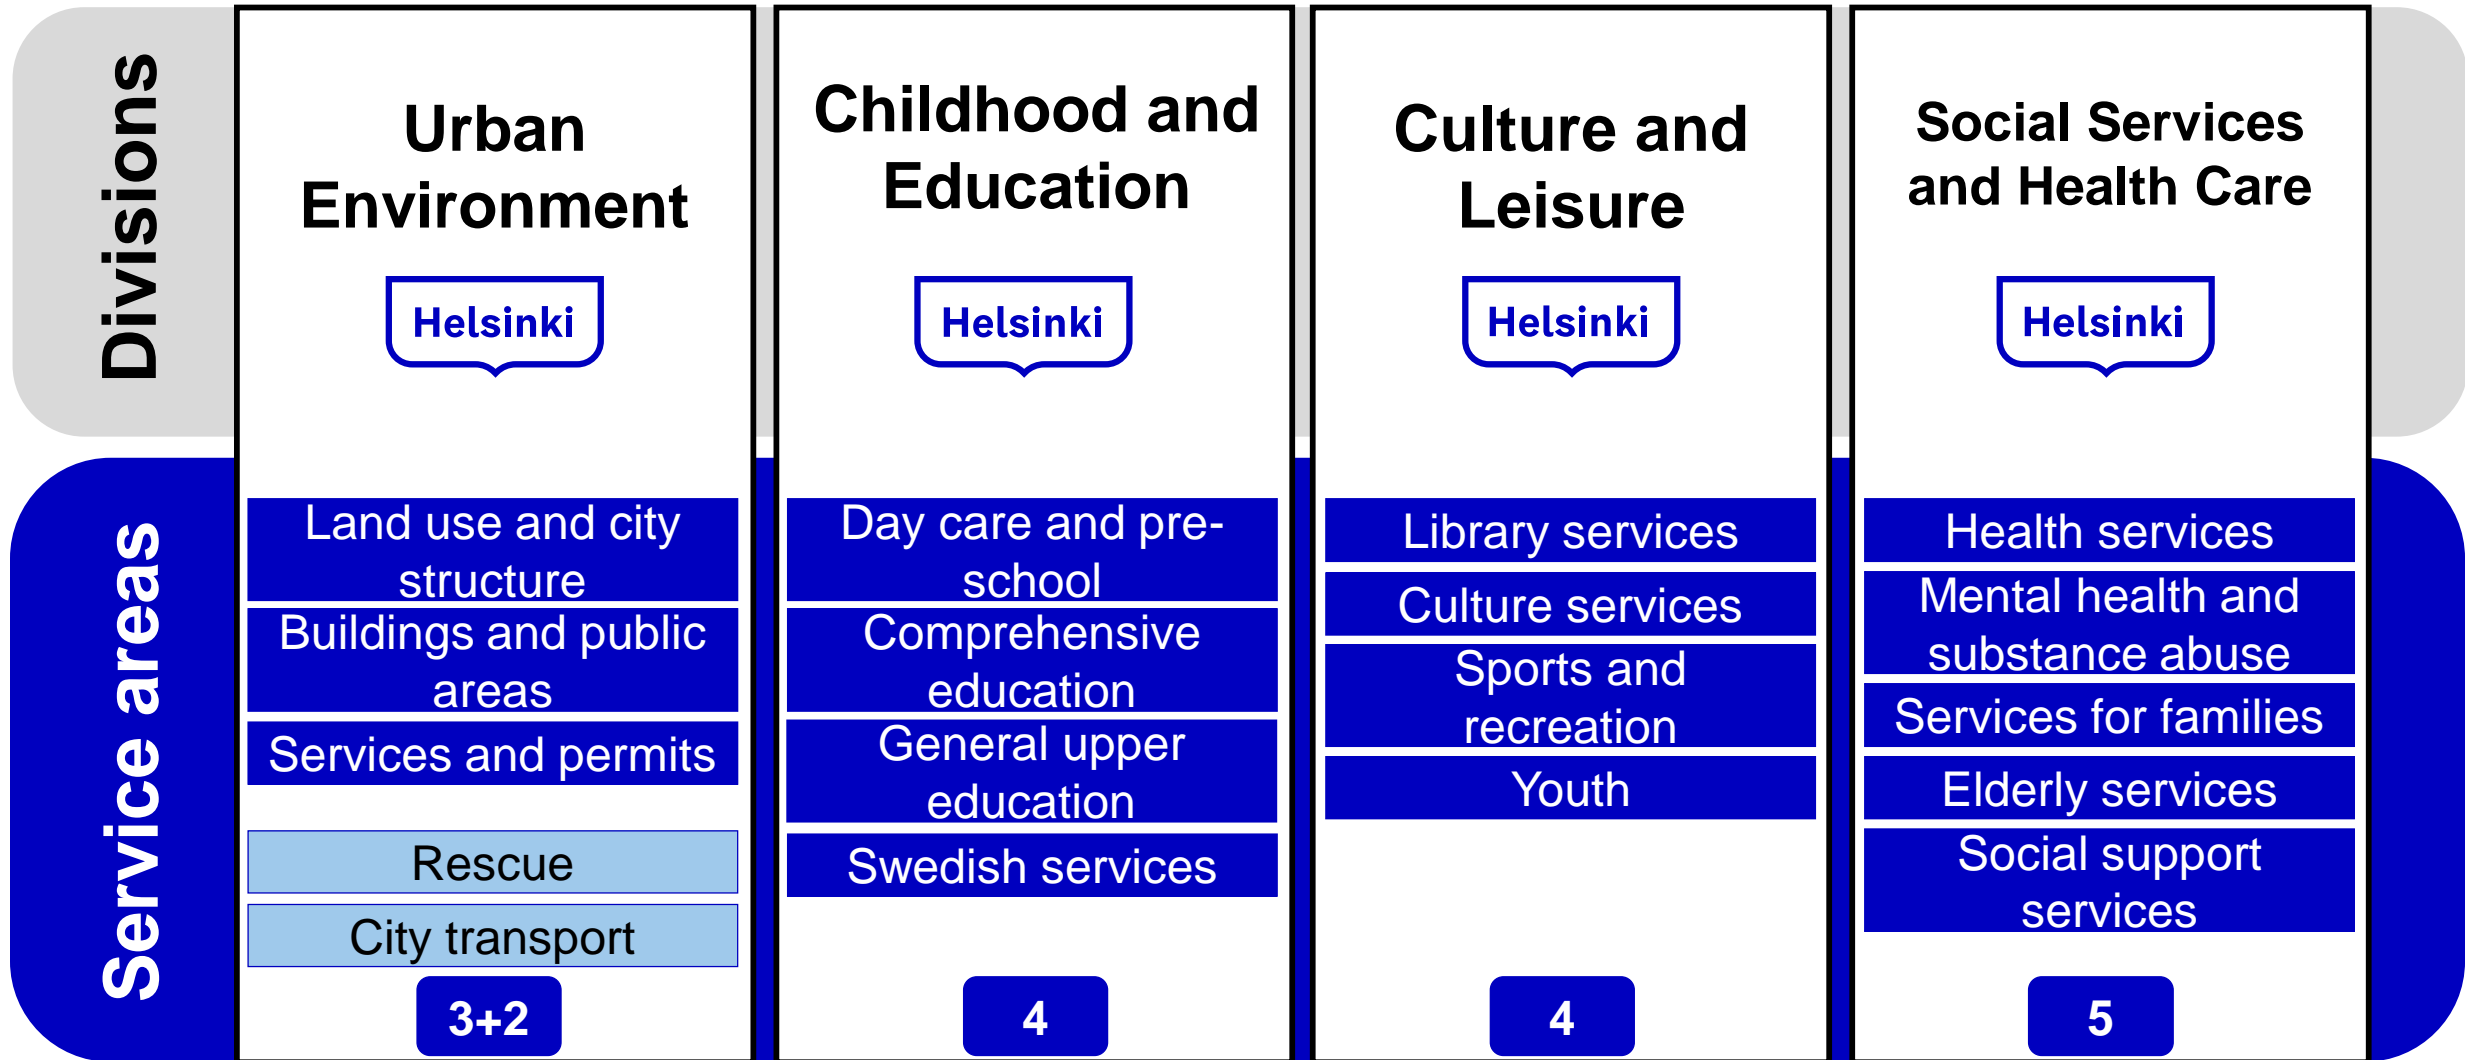 Divisions
Urban
Environment
Helsinki
Childhood and
Education
Helsinki
Culture and
Leisure
Helsinki
Social Services
and Health Care
Helsinki
Service areas
Land use and city
structure
Buildings and public
areas
Services and permits
Rescue
City transport
3+2
Day care and pre-
school
Comprehensive
education
General upper
education
Swedish services
4
Library services
Culture services
Sports and
recreation
Youth
4
Health services
Mental health and
substance abuse
Services for families
Elderly services
Social support
services
5